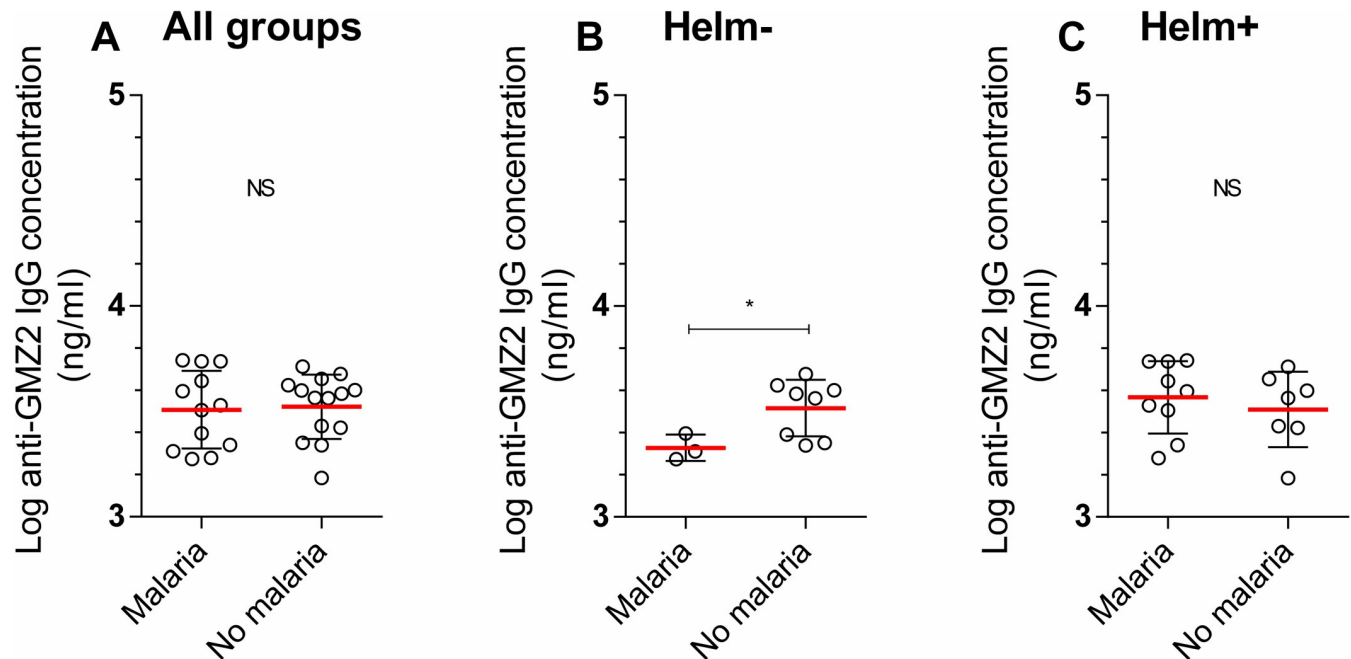 A All groups
Log anti-GMZ2 IgG concentration
(ng/ml)
5
4
3
NS
Malaria
No malaria
B Helm-
Log anti-GMZ2 IgG concentration
(ng/ml)
5
4
3
*
Malaria
No malaria
C Helm+
Log anti-GMZ2 IgG concentration
(ng/ml)
5
4
3
NS
Malaria
No malaria